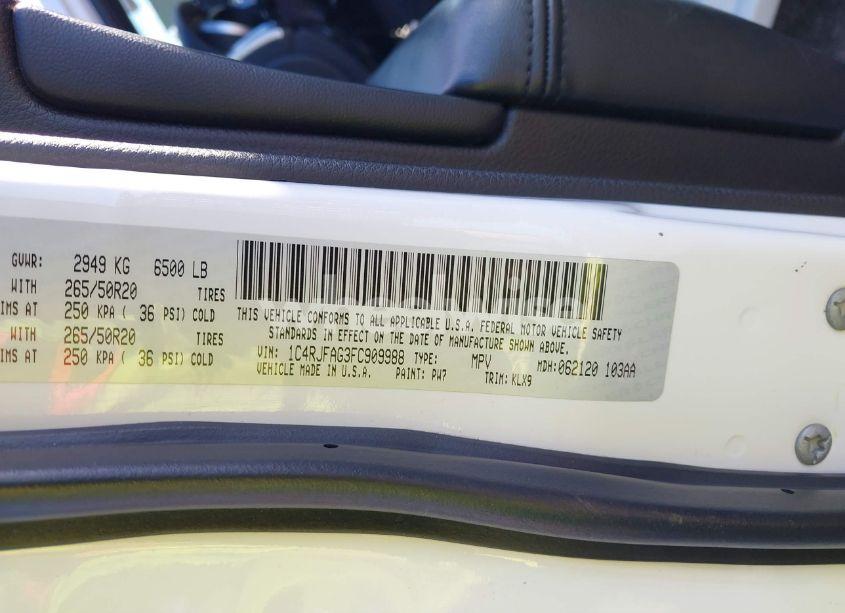 GVWR: 2949 KG 6500 LB
WITH 265/50R20 TIRES
IMS AT 250 KPA ( 36 PSI) COLD
WITH 265/50R20 TIRES
IMS AT 250 KPA ( 36 PSI) COLD
THIS VEHICLE CONFORMS TO ALL APPLICABLE U.S.A. FEDERAL MOTOR VEHICLE SAFETY
STANDARDS IN EFFECT ON THE DATE OF MANUFACTURE SHOWN ABOVE.
VIN: 1C4RJFAG3FC909988 TYPE: MPV MDH: 062120 103AA
VEHICLE MADE IN U.S.A. PAINT: PW7 TRIM: KLX9